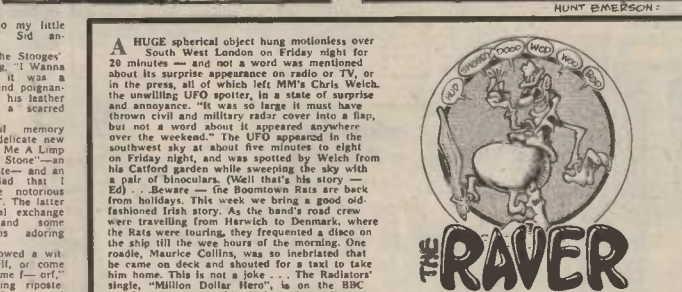 HUNT EMERSON:
o my little
Sid an-
he Stooges'
g, "I Wanna
it was a
nd poignan-
his leather
a scarred
of memory
delicate new
Me A Limp
Stone"—an
te— and an
lad that I
e notorious
". The latter
al exchange
and some
is adoring
owed a wit
lf, or come
me f— orf,"
ing riposte
A HUGE spherical object hung motionless over
South West London on Friday night for
20 minutes — and not a word was mentioned
about its surprise appearance on radio or TV, or
in the press, all of which left MM's Chris Welch,
the unwilling UFO spotter, in a state of surprise
and annoyance. "It was so large it must have
thrown civil and military radar cover into a flap,
but not a word about it appeared anywhere
over the weekend." The UFO appeared in the
southwest sky at about five minutes to eight
on Friday night, and was spotted by Welch from
his Catford garden while sweeping the sky with
a pair of binoculars. (Well that's his story —
Ed) . . . Beware — the Boomtown Rats are back
from holidays. This week we bring a good old-
fashioned Irish story. As the band's road crew
were travelling from Harwich to Denmark, where
the Rats were touring, they frequented a disco on
the ship till the wee hours of the morning. One
roadie, Maurice Collins, was so inebriated that
he came on deck and shouted for a taxi to take
him home. This is not a joke . . . The Radiators'
single, "Million Dollar Hero", is on the BBC
THE RAVER